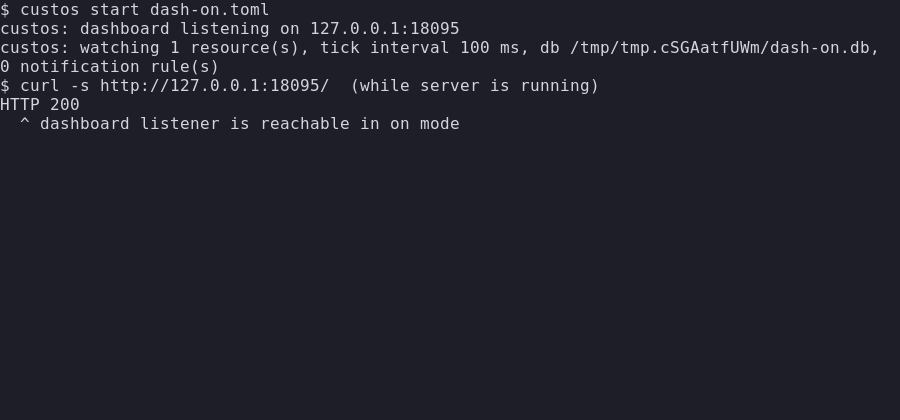 $ custos start dash-on.toml
custos: dashboard listening on 127.0.0.1:18095
custos: watching 1 resource(s), tick interval 100 ms, db /tmp/tmp.cSGAatfUWm/dash-on.db,
0 notification rule(s)
$ curl -s http://127.0.0.1:18095/  (while server is running)
HTTP 200
  ^ dashboard listener is reachable in on mode